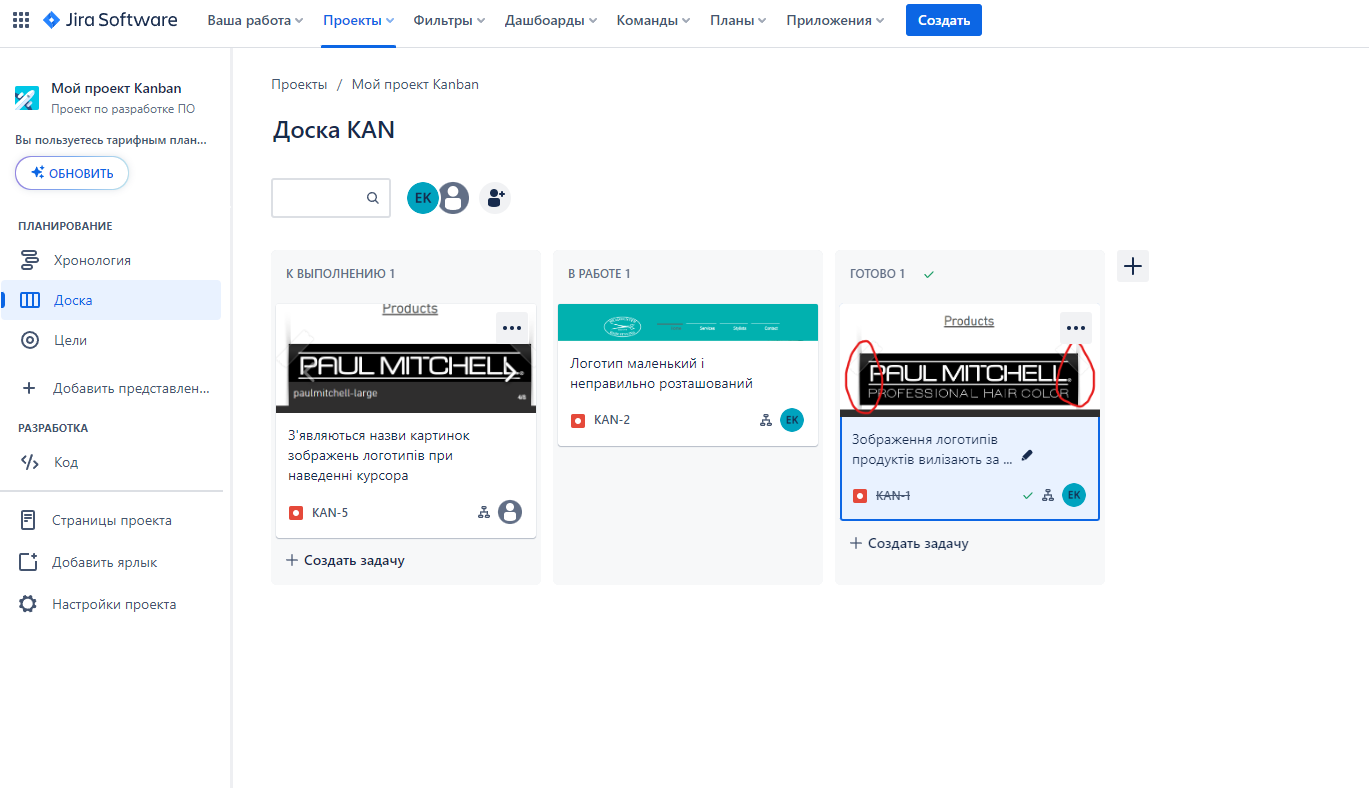 Jira Software
Ваша работа
Проекты
Фильтры
Дашборды
Команды
Планы
Приложения
Создать
Мой проект Kanban
Проект по разработке ПО
Вы пользуетесь тарифным план...
ОБНОВИТЬ
ПЛАНИРОВАНИЕ
Хронология
Доска
Цели
Добавить представлен...
РАЗРАБОТКА
Код
Страницы проекта
Добавить ярлык
Настройки проекта
Проекты / Мой проект Kanban
Доска KAN
EK
К ВЫПОЛНЕНИЮ 1
Products
PAUL MITCHELL
paulmitchell-large
4/6
З'являються назви картинок
зображень логотипів при
наведенні курсора
KAN-5
Создать задачу
В РАБОТЕ 1
Services
Stylists
Contact
Логотип маленький і
неправильно розташований
KAN-2
EK
ГОТОВО 1
Products
PAUL MITCHELL®
PROFESSIONAL HAIR COLOR
Зображення логотипів
продуктів вилізають за ...
KAN-1
EK
Создать задачу